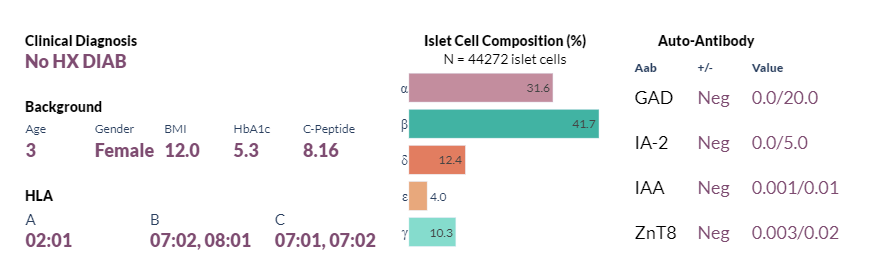 Clinical Diagnosis
No HX DIAB
Background
Age Gender BMI HbA1c C-Peptide
3 Female 12.0 5.3 8.16
HLA
A B C
02:01 07:02, 08:01 07:01, 07:02
Islet Cell Composition (%)
N = 44272 islet cells
α 31.6
β 41.7
δ 12.4
ε 4.0
γ 10.3
Auto-Antibody
Aab +/- Value
GAD Neg 0.0/20.0
IA-2 Neg 0.0/5.0
IAA Neg 0.001/0.01
ZnT8 Neg 0.003/0.02